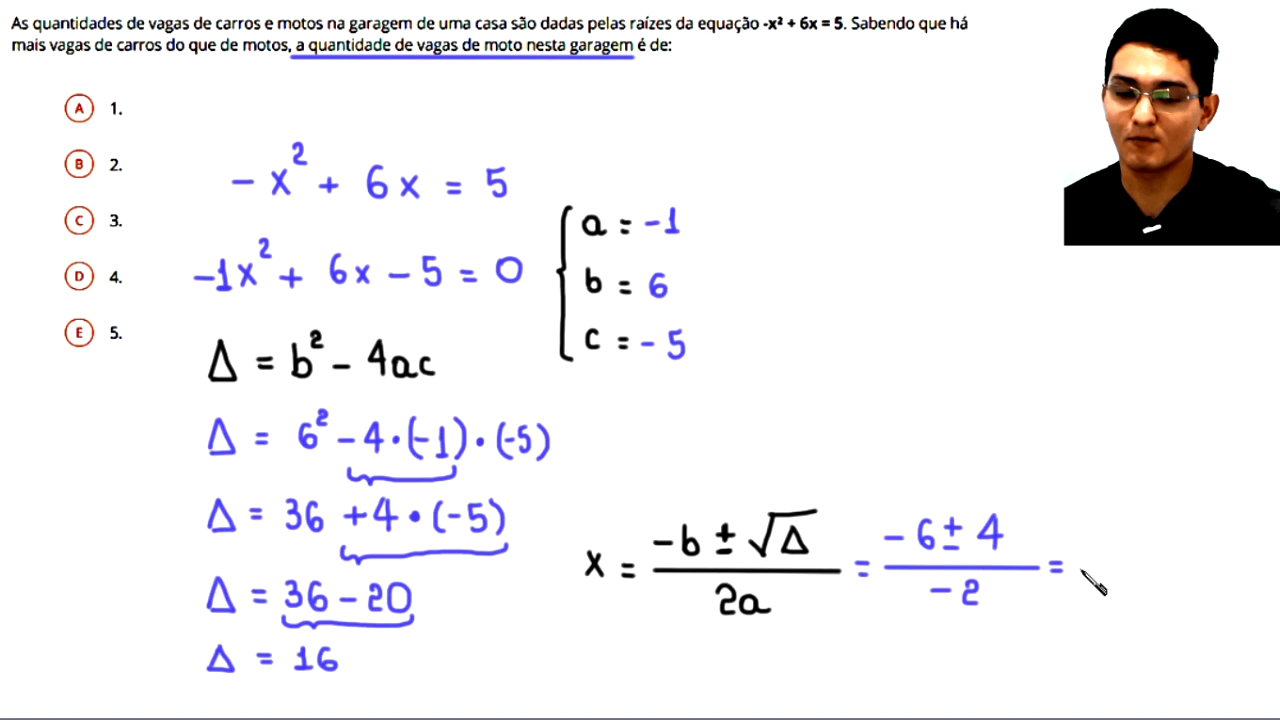 As quantidades de vagas de carros e motos na garagem de uma casa são dadas pelas raízes da equação -x² + 6x = 5. Sabendo que há
mais vagas de carros do que de motos, a quantidade de vagas de moto nesta garagem é de:
A 1.
B 2.
C 3.
D 4.
E 5.
- x² + 6x = 5
-1x² + 6x - 5 = 0
a = -1
b = 6
c = -5
Δ = b² - 4ac
Δ = 6² - 4·(-1)·(-5)
Δ = 36 + 4·(-5)
Δ = 36 - 20
Δ = 16
x = -b ± √Δ / 2a = -6 ± 4 / -2 =